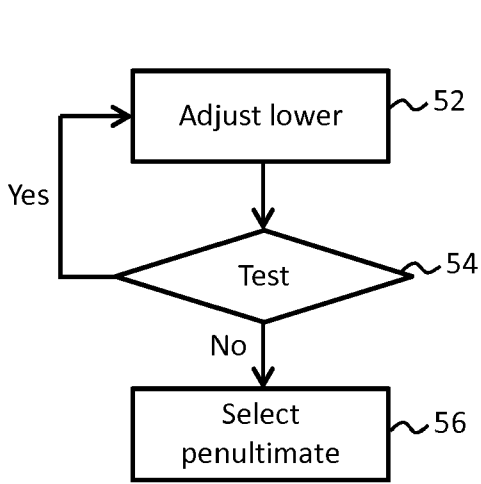 Adjust lower
52
Yes
Test
54
No
Select
penultimate
56